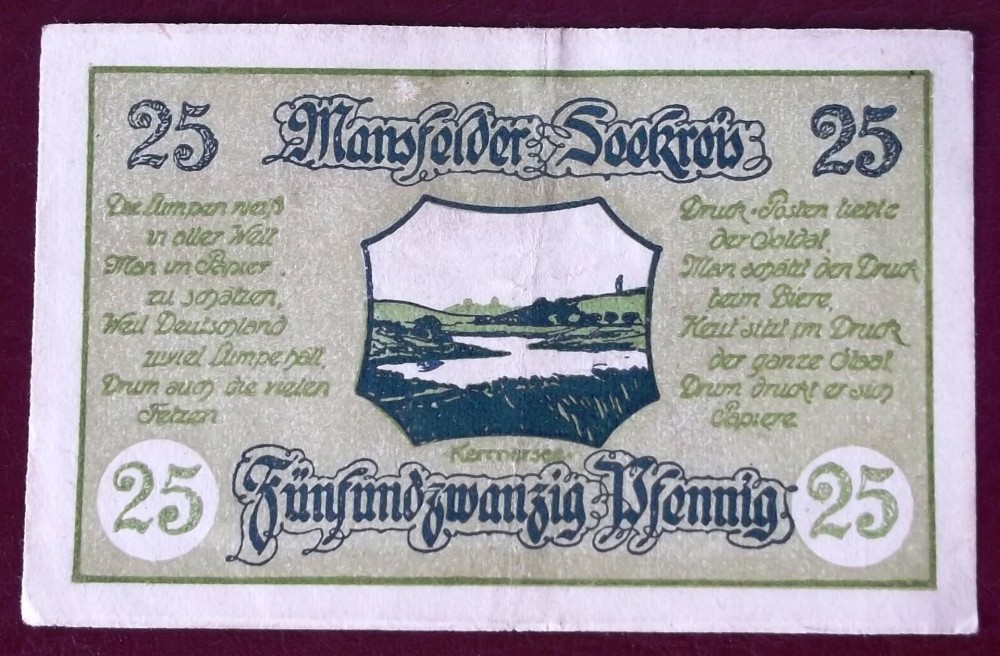 25 Mansfelder Seekreis 25
Die Lumpen weiß
in aller Welt
Man im Papier
zu schätzen,
Weil Deutschland
zuviel Lumpe hat,
Drum auch die vielen
Fetzen
Druck-Posten liebte
der Soldat,
Man schätzt den Druck
beim Biere,
Heut' sitzt im Druck
der ganze Staat
Drum druckt er sich
Papiere
Kernersee
25 Fünfundzwanzig Pfennig 25